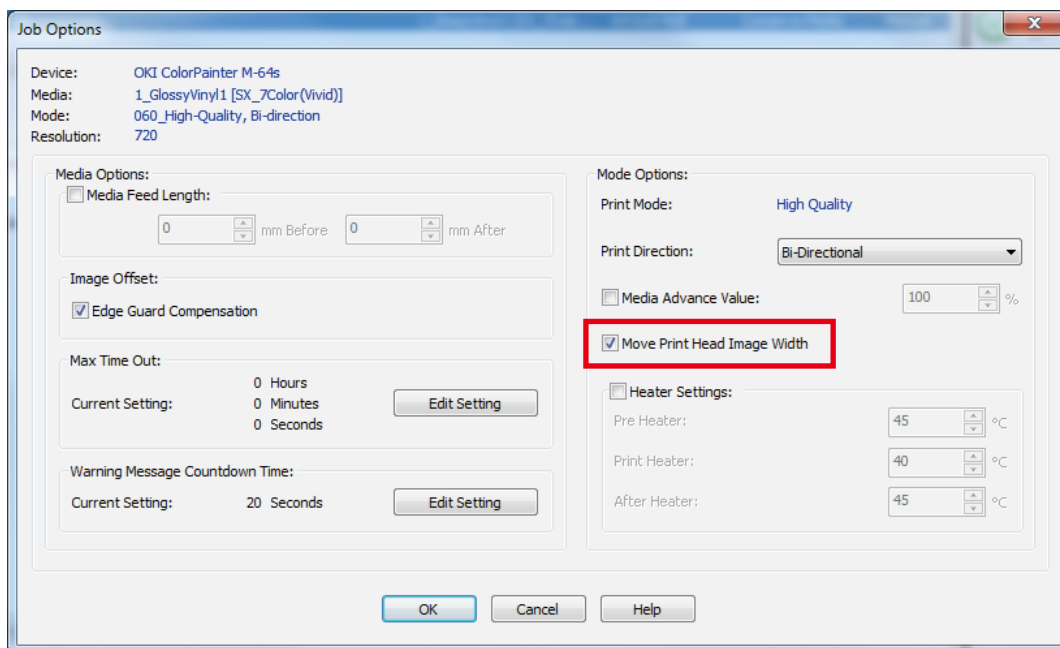 Job Options
Device: OKI ColorPainter M-64s
Media: 1_GlossyVinyl1 [SX_7Color(Vivid)]
Mode: 060_High-Quality, Bi-direction
Resolution: 720
Media Options:
Media Feed Length:
0 mm Before 0 mm After
Image Offset:
Edge Guard Compensation
Max Time Out:
0 Hours
Current Setting: 0 Minutes Edit Setting
0 Seconds
Warning Message Countdown Time:
Current Setting: 20 Seconds Edit Setting
Mode Options:
Print Mode: High Quality
Print Direction: Bi-Directional
Media Advance Value: 100 %
Move Print Head Image Width
Heater Settings:
Pre Heater: 45 °C
Print Heater: 40 °C
After Heater: 45 °C
OK Cancel Help